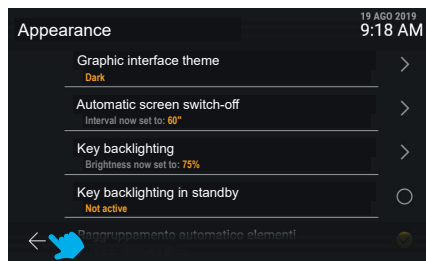 19 AGO 2019
Appearance
9:18 AM
Graphic interface theme
Dark
Automatic screen switch-off
Interval now set to: 60"
Key backlighting
Brightness now set to: 75%
Key backlighting in standby
Not active
Raggruppamento automatico elementi